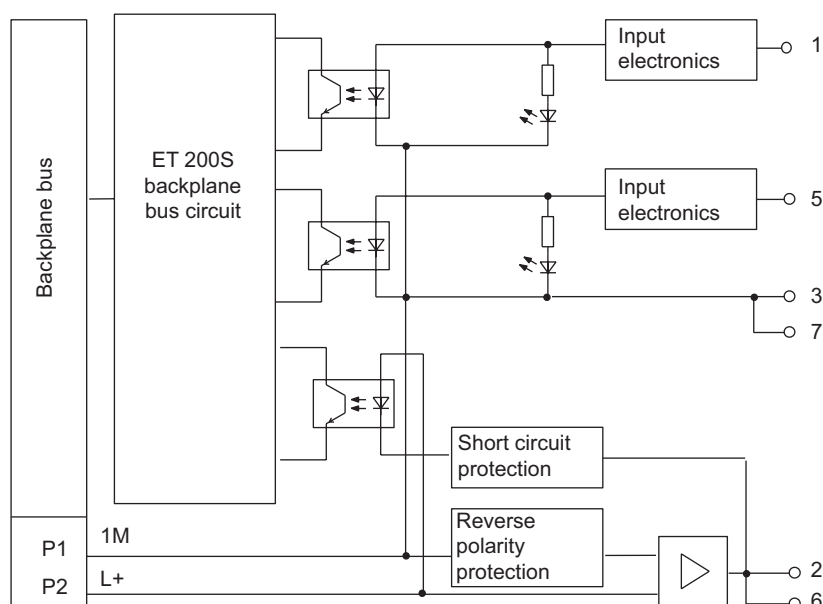 Backplane bus
ET 200S
backplane
bus circuit
Input
electronics
1
Input
electronics
5
3
7
Short circuit
protection
Reverse
polarity
protection
P1
1M
P2
L+
2
6